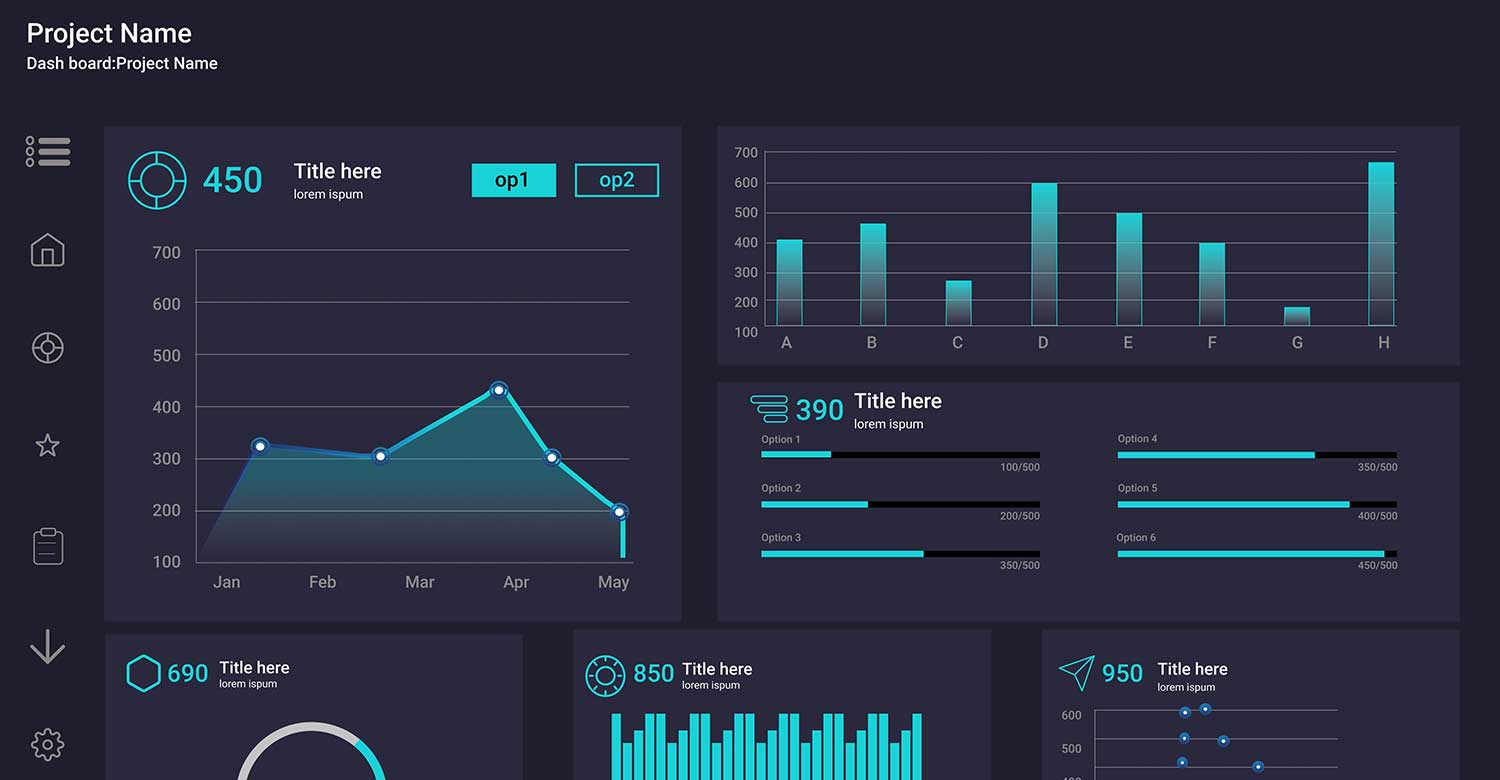 Project Name
Dash board:Project Name
450
Title here
lorem ispum
op1
op2
700
600
500
400
300
200
100
Jan Feb Mar Apr May
700
600
500
400
300
200
100
A B C D E F G H
390
Title here
lorem ispum
Option 1
100/500
Option 2
200/500
Option 3
350/500
Option 4
350/500
Option 5
400/500
Option 6
450/500
690
Title here
lorem ispum
850
Title here
lorem ispum
950
Title here
lorem ispum
600
500